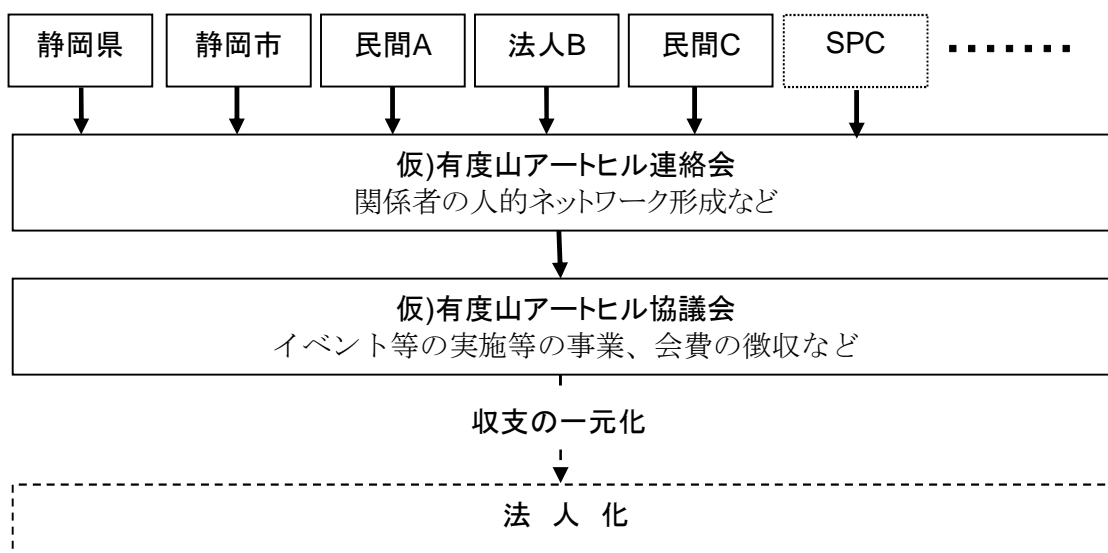 静岡県
静岡市
民間A
法人B
民間C
SPC
仮)有度山アートヒル連絡会
関係者の人的ネットワーク形成など
仮)有度山アートヒル協議会
イベント等の実施等の事業、会費の徴収など
収支の一元化
法 人 化